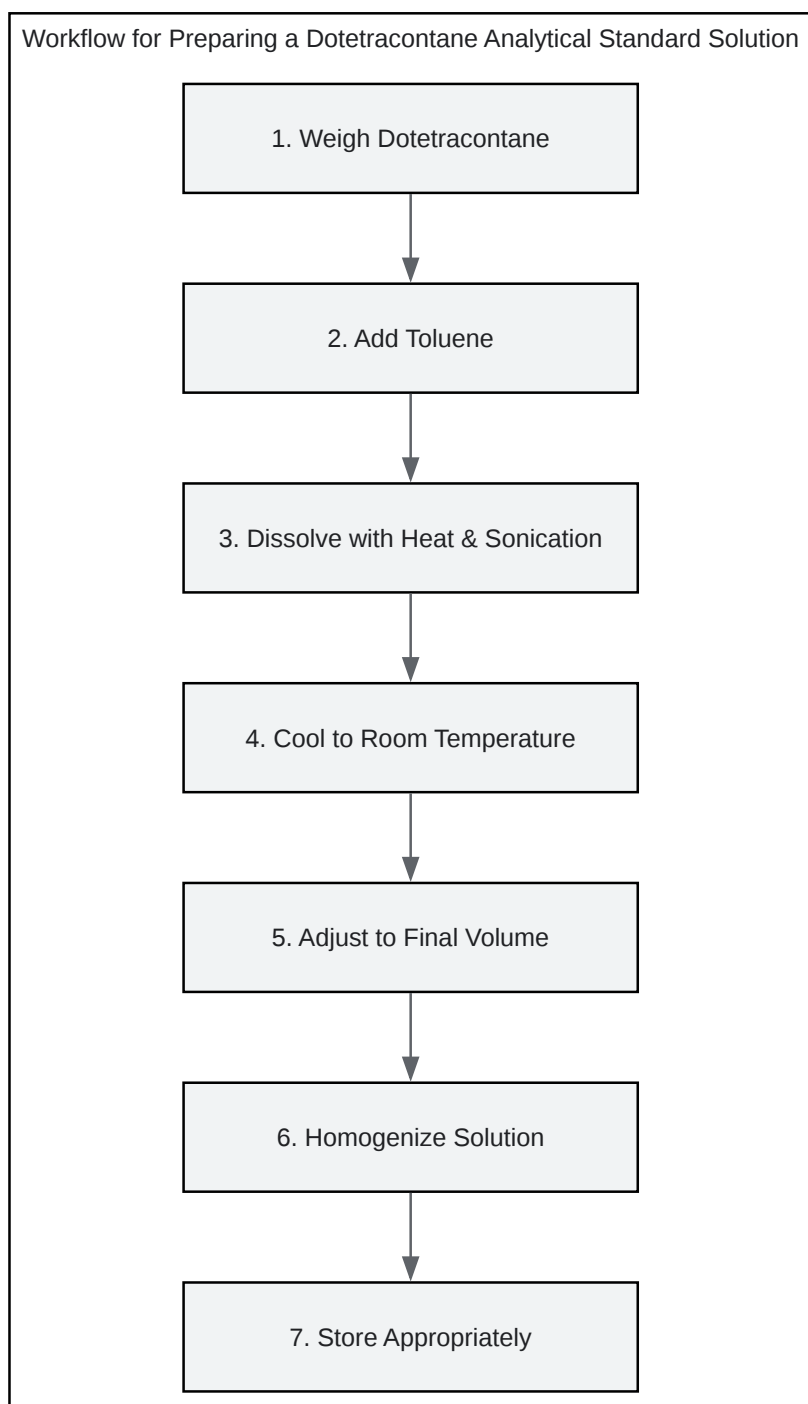 Workflow for Preparing a Dotetracontane Analytical Standard Solution
1. Weigh Dotetracontane
2. Add Toluene
3. Dissolve with Heat & Sonication
4. Cool to Room Temperature
5. Adjust to Final Volume
6. Homogenize Solution
7. Store Appropriately